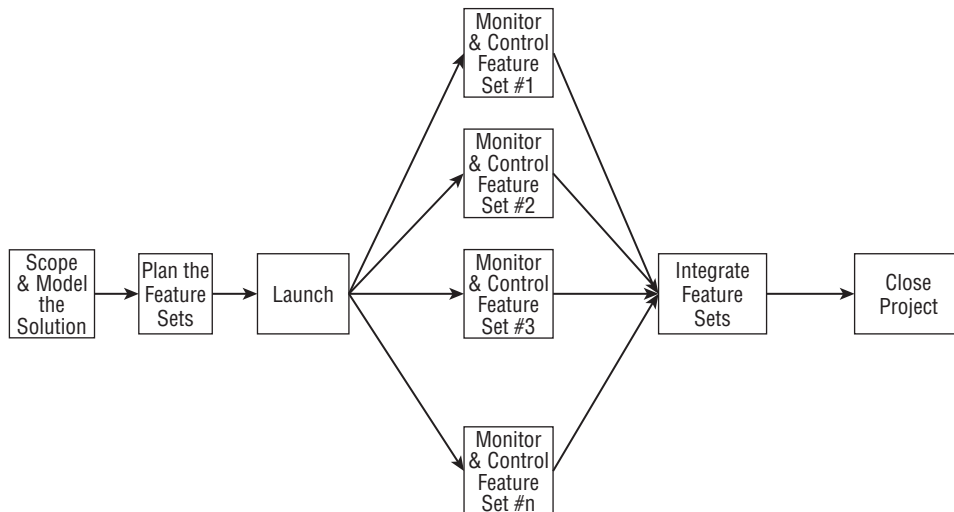 Monitor
& Control
Feature
Set #1
Monitor
& Control
Feature
Set #2
Scope
& Model
the
Solution
Plan the
Feature
Sets
Launch
Monitor
& Control
Feature
Set #3
Integrate
Feature
Sets
Close
Project
Monitor
& Control
Feature
Set #n